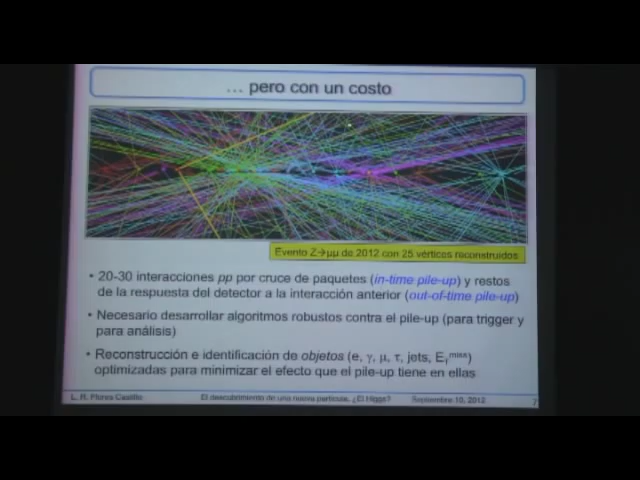 ... pero con un costo
Evento Z→μμ de 2012 con 25 vértices reconstruidos
• 20-30 interacciones pp por cruce de paquetes (in-time pile-up) y restos
de la respuesta del detector a la interacción anterior (out-of-time pile-up)
• Necesario desarrollar algoritmos robustos contra el pile-up (para trigger y
para análisis)
• Reconstrucción e identificación de objetos (e, γ, μ, τ, jets, ETmiss)
optimizadas para minimizar el efecto que el pile-up tiene en ellas
L. R. Flores Castillo El descubrimiento de una nueva partícula. ¿El Higgs? Septiembre 10, 2012 7